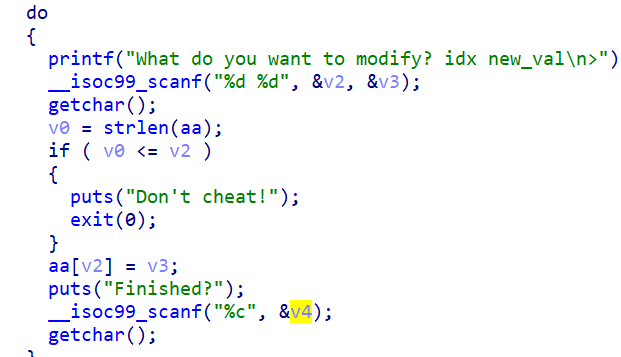 do
{
printf("What do you want to modify? idx new_val\n>")
__isoc99_scanf("%d %d", &v2, &v3);
getchar();
v0 = strlen(aa);
if ( v0 <= v2 )
{
puts("Don't cheat!");
exit(0);
}
aa[v2] = v3;
puts("Finished?");
__isoc99_scanf("%c", &v4);
getchar();